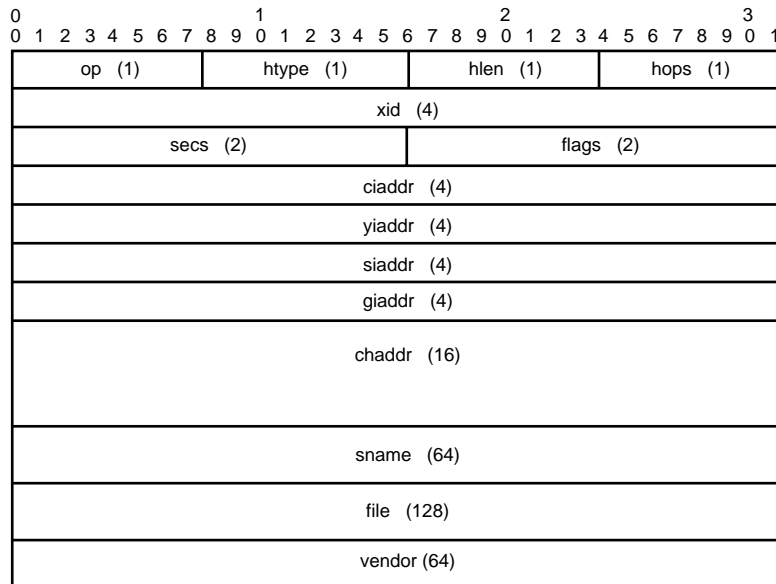 0 1 2 3
0 1 2 3 4 5 6 7 8 9 0 1 2 3 4 5 6 7 8 9 0 1 2 3 4 5 6 7 8 9 0 1
op (1) htype (1) hlen (1) hops (1)
xid (4)
secs (2) flags (2)
ciaddr (4)
yiaddr (4)
siaddr (4)
giaddr (4)
chaddr (16)
sname (64)
file (128)
vendor (64)